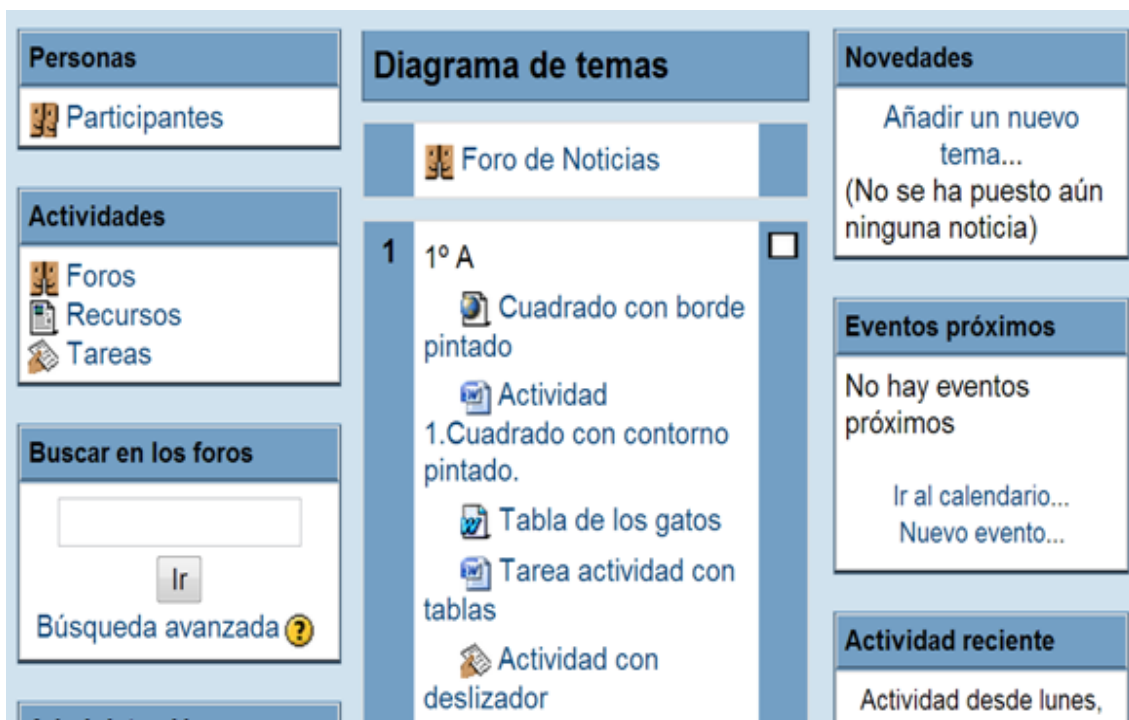 Personas
Participantes
Actividades
Foros
Recursos
Tareas
Buscar en los foros
Ir
Búsqueda avanzada ?
Diagrama de temas
Foro de Noticias
1
1º A
Cuadrado con borde
pintado
Actividad
1.Cuadrado con contorno
pintado.
Tabla de los gatos
Tarea actividad con
tablas
Actividad con
deslizador
Novedades
Añadir un nuevo
tema...
(No se ha puesto aún
ninguna noticia)
Eventos próximos
No hay eventos
próximos
Ir al calendario...
Nuevo evento...
Actividad reciente
Actividad desde lunes,